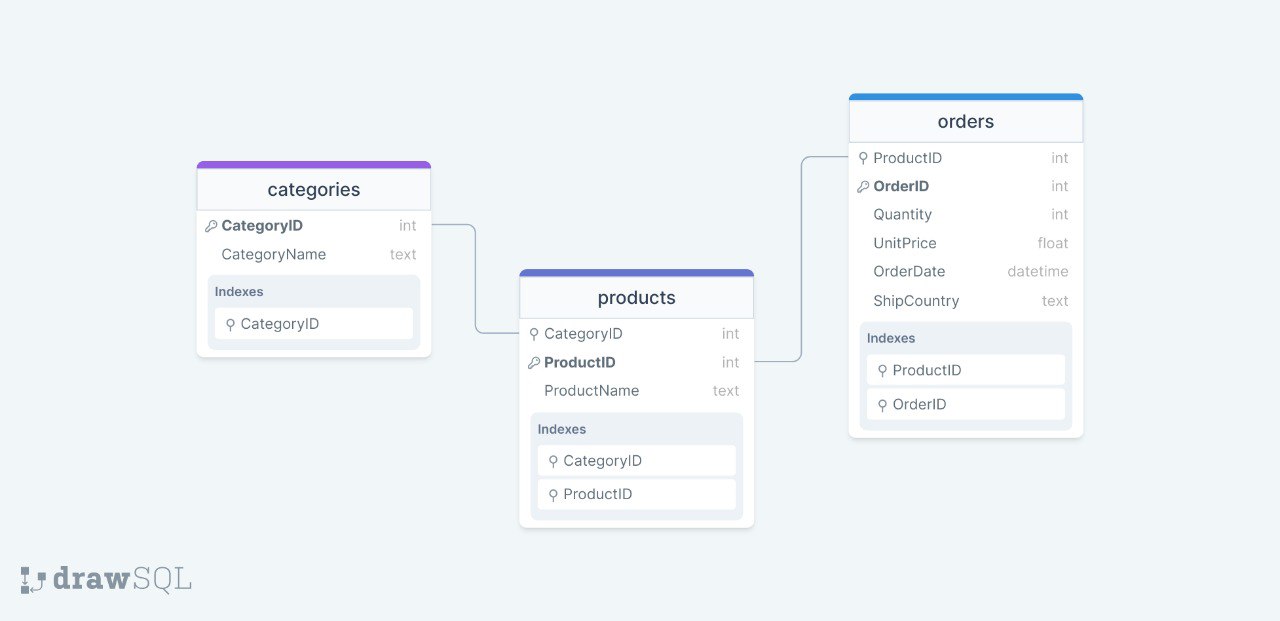 categories
CategoryID int
CategoryName text
Indexes
CategoryID
products
CategoryID int
ProductID int
ProductName text
Indexes
CategoryID
ProductID
orders
ProductID int
OrderID int
Quantity int
UnitPrice float
OrderDate datetime
ShipCountry text
Indexes
ProductID
OrderID
drawSQL